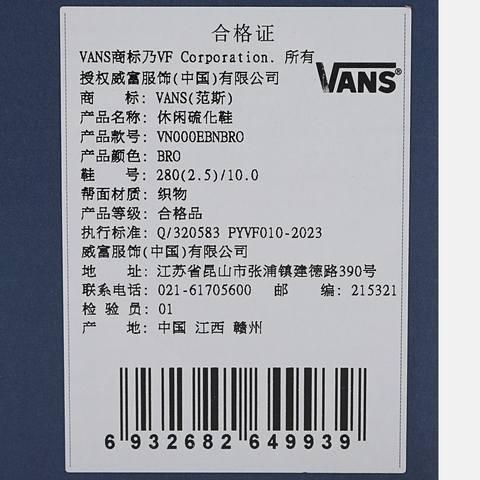 合格证
VANS商标乃VF Corporation. 所有
授权威富服饰(中国)有限公司
VANS®
商 标: VANS(范斯)
产品名称: 休闲硫化鞋
产品款号: VN000EBNBRO
产品颜色: BRO
鞋 号: 280(2.5)/10.0
帮面材质: 织物
产品等级: 合格品
执行标准: Q/320583 PYVF010-2023
威富服饰(中国)有限公司
地 址: 江苏省昆山市张浦镇建德路390号
联系电话: 021-61705600 邮 编: 215321
检 验 员: 01
产 地: 中国 江西 赣州
6932682649939